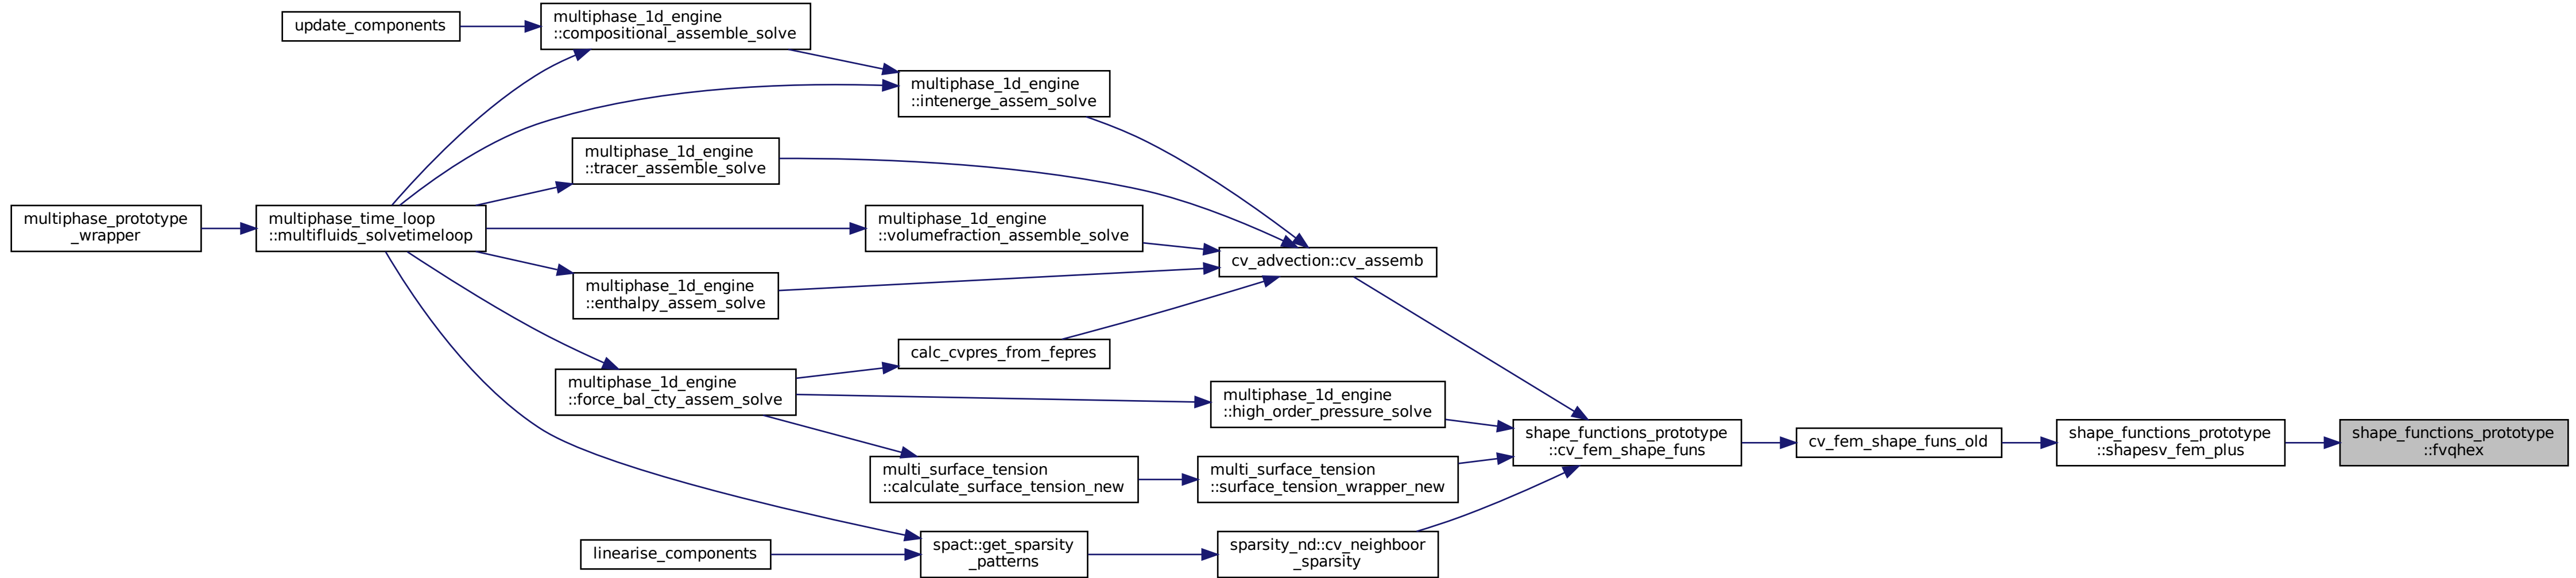 update_components
multiphase_1d_engine
::compositional_assemble_solve
multiphase_1d_engine
::intenerge_assem_solve
multiphase_1d_engine
::tracer_assemble_solve
multiphase_prototype
_wrapper
multiphase_time_loop
::multifluids_solvetimeloop
multiphase_1d_engine
::volumefraction_assemble_solve
cv_advection::cv_assemb
multiphase_1d_engine
::enthalpy_assem_solve
calc_cvpres_from_fepres
multiphase_1d_engine
::force_bal_cty_assem_solve
multiphase_1d_engine
::high_order_pressure_solve
shape_functions_prototype
::cv_fem_shape_funs
cv_fem_shape_funs_old
shape_functions_prototype
::shapesv_fem_plus
shape_functions_prototype
::fvqhex
multi_surface_tension
::calculate_surface_tension_new
multi_surface_tension
::surface_tension_wrapper_new
linearise_components
spact::get_sparsity
_patterns
sparsity_nd::cv_neighboor
_sparsity